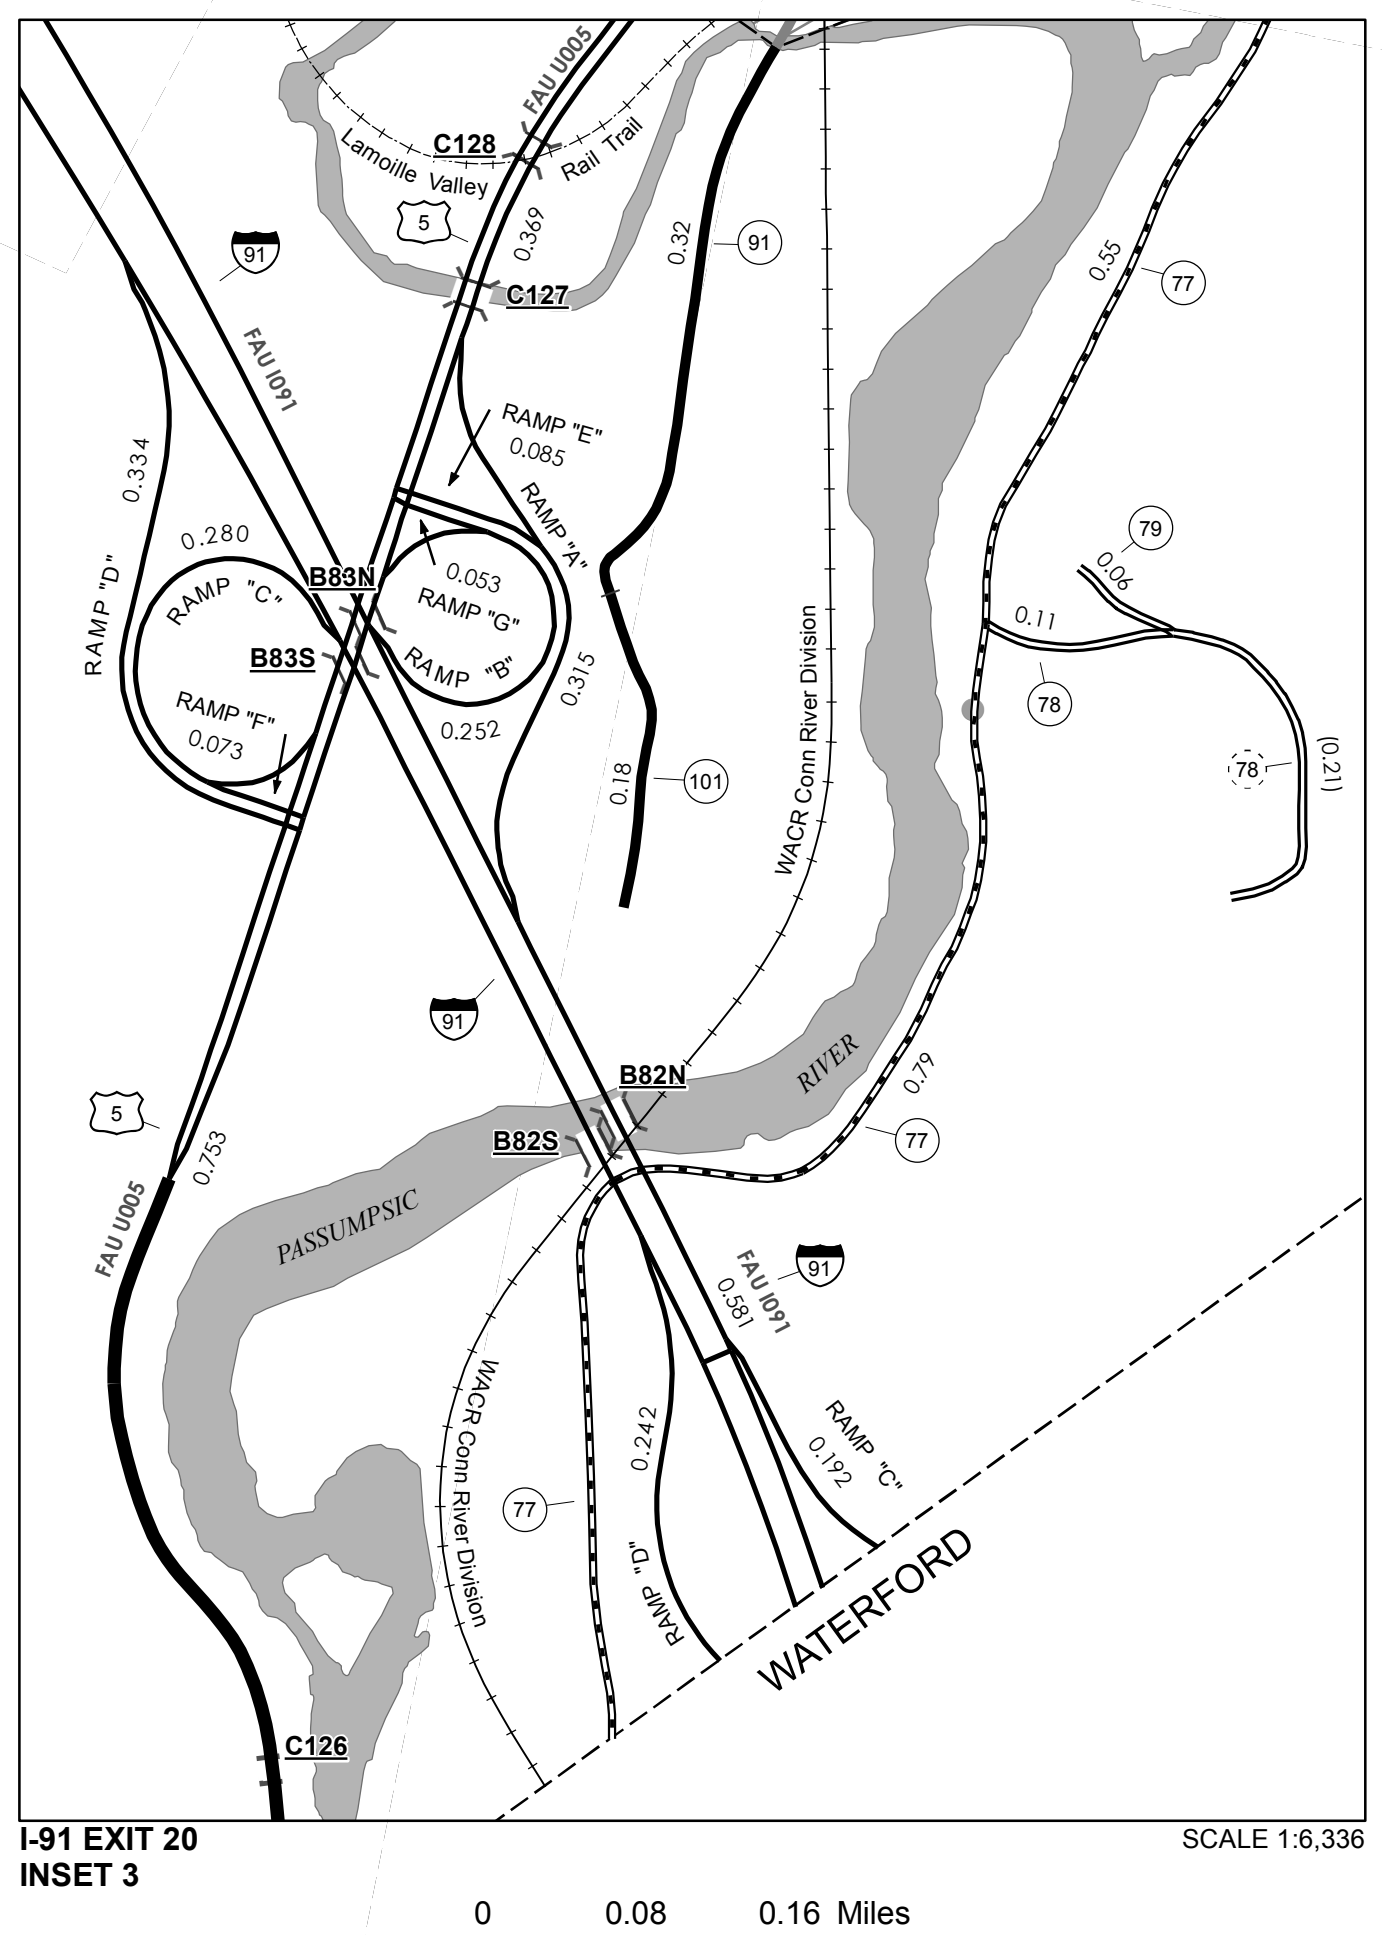 FAU U005
C128
Lamoille Valley
Rail Trail
5
0.369
0.32
91
91
0.55
77
C127
FAU I091
RAMP "E"
0.085
0.334
RAMP "A"
0.280
79
0.06
RAMP "D"
RAMP "C"
B83N
0.053
RAMP "G"
0.11
B83S
RAMP "B"
0.315
WACR Conn River Division
78
RAMP "F"
0.073
0.252
0.18
101
78
(0.21)
91
RIVER
B82N
0.79
5
B82S
77
0.753
FAU U005
PASSUMPSIC
FAU I091
91
0.581
WACR Conn River Division
0.242
RAMP "C"
0.192
77
RAMP "D"
WATERFORD
C126
I-91 EXIT 20
SCALE 1:6,336
INSET 3
0 0.08 0.16 Miles